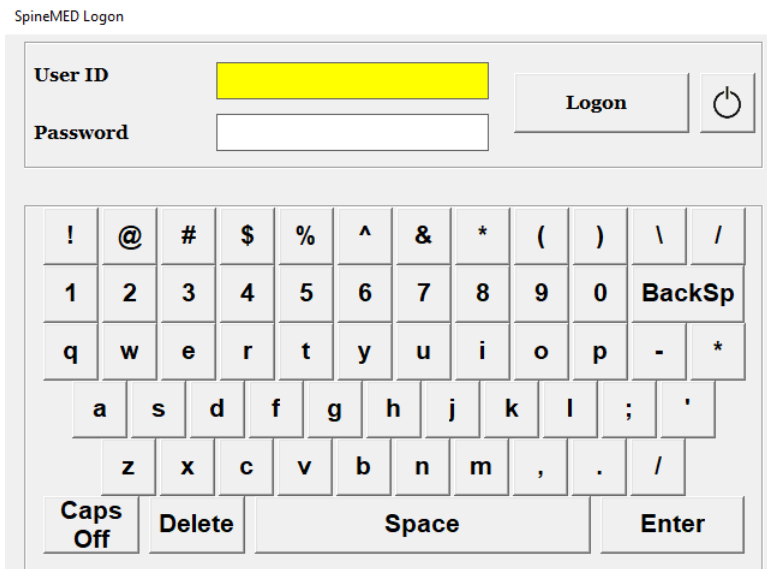 SpineMED Logon
User ID
Logon
Password
! @ # $ % ^ & * ( ) \ /
1 2 3 4 5 6 7 8 9 0 BackSp
q w e r t y u i o p - *
a s d f g h j k l ; '
z x c v b n m , . /
Caps
Off
Delete Space Enter